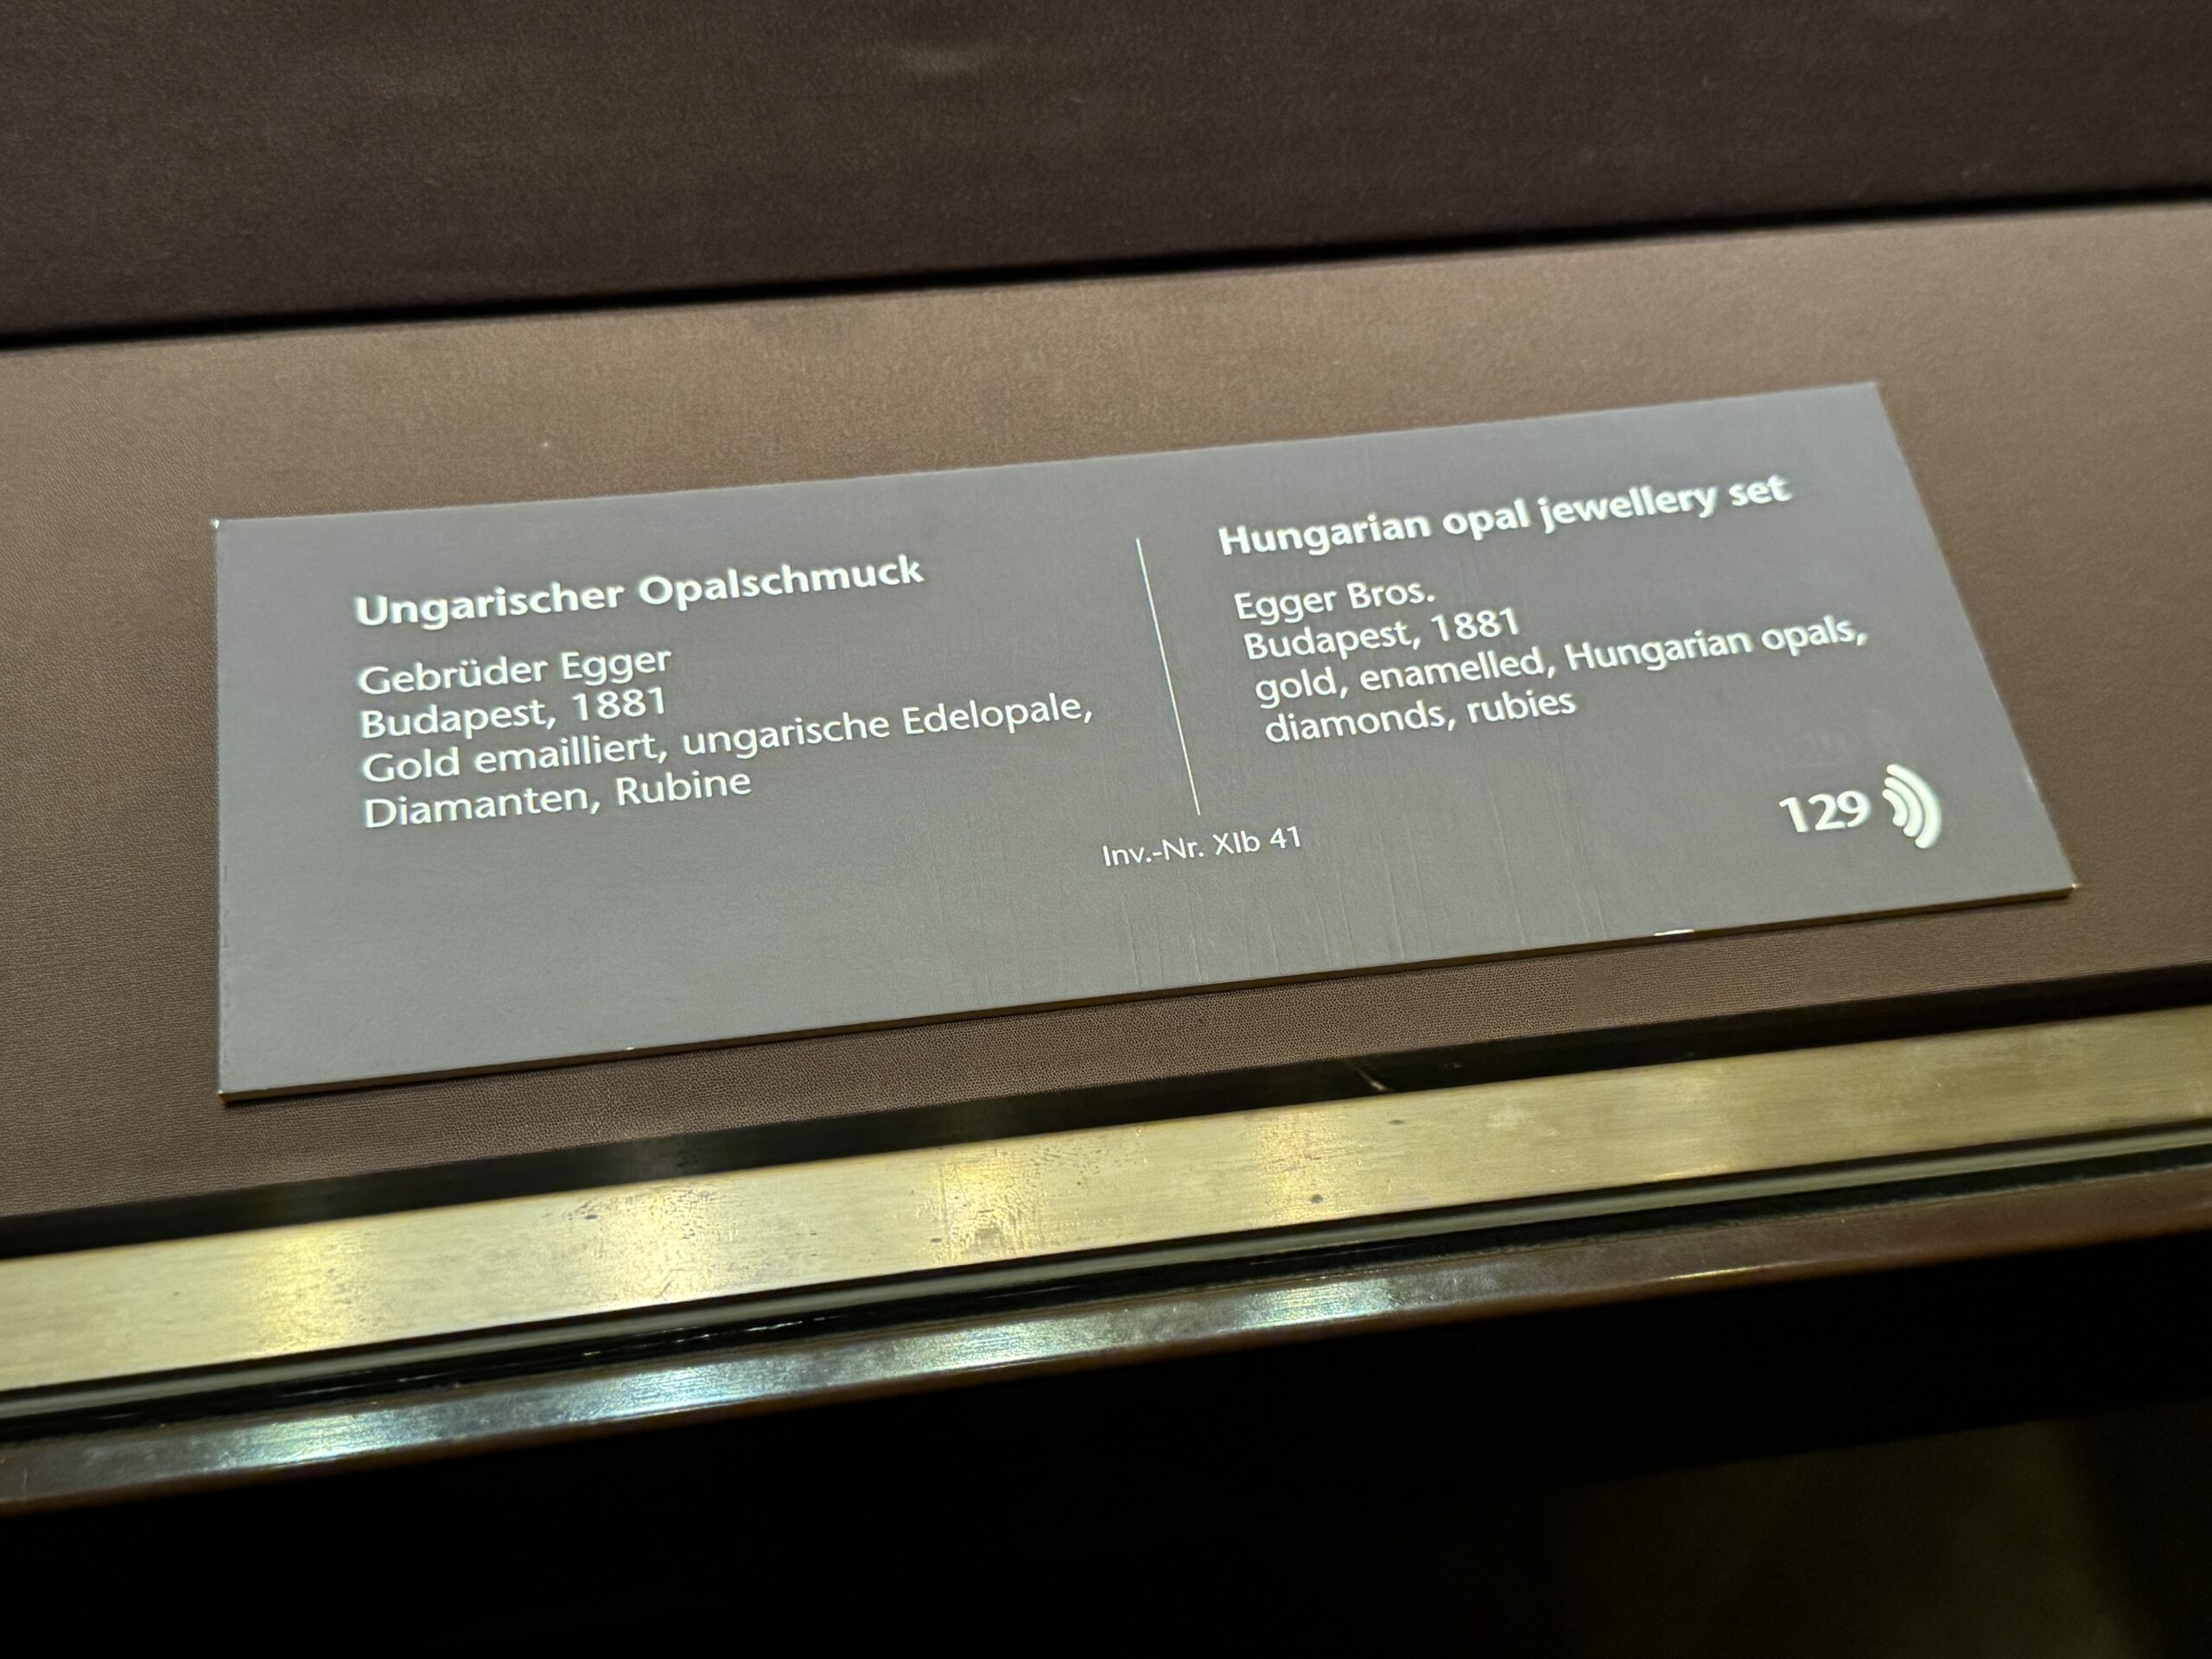 Ungarischer Opalschmuck
Gebrüder Egger
Budapest, 1881
Gold emailliert, ungarische Edelopale,
Diamanten, Rubine
Hungarian opal jewellery set
Egger Bros.
Budapest, 1881
gold, enamelled, Hungarian opals,
diamonds, rubies
Inv.-Nr. XIb 41
129